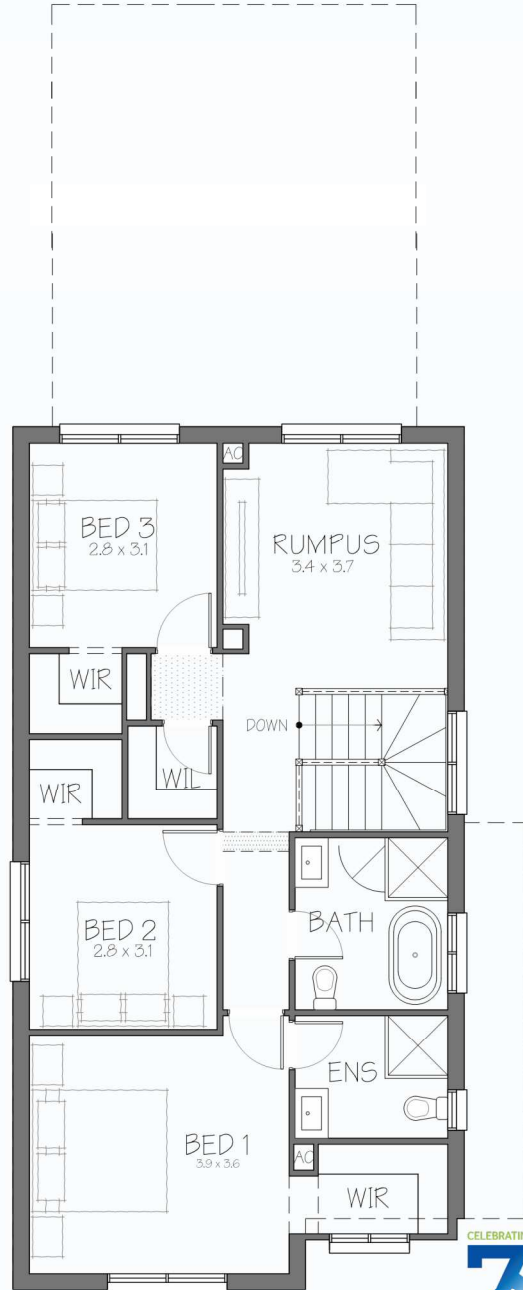 AC
BED 3
2.8 x 3.1
RUMPUS
3.4 x 3.7
WIR
DOWN
WIR
WIL
BED 2
2.8 x 3.1
BATH
ENS
BED 1
3.9 x 3.6
AC
WIR